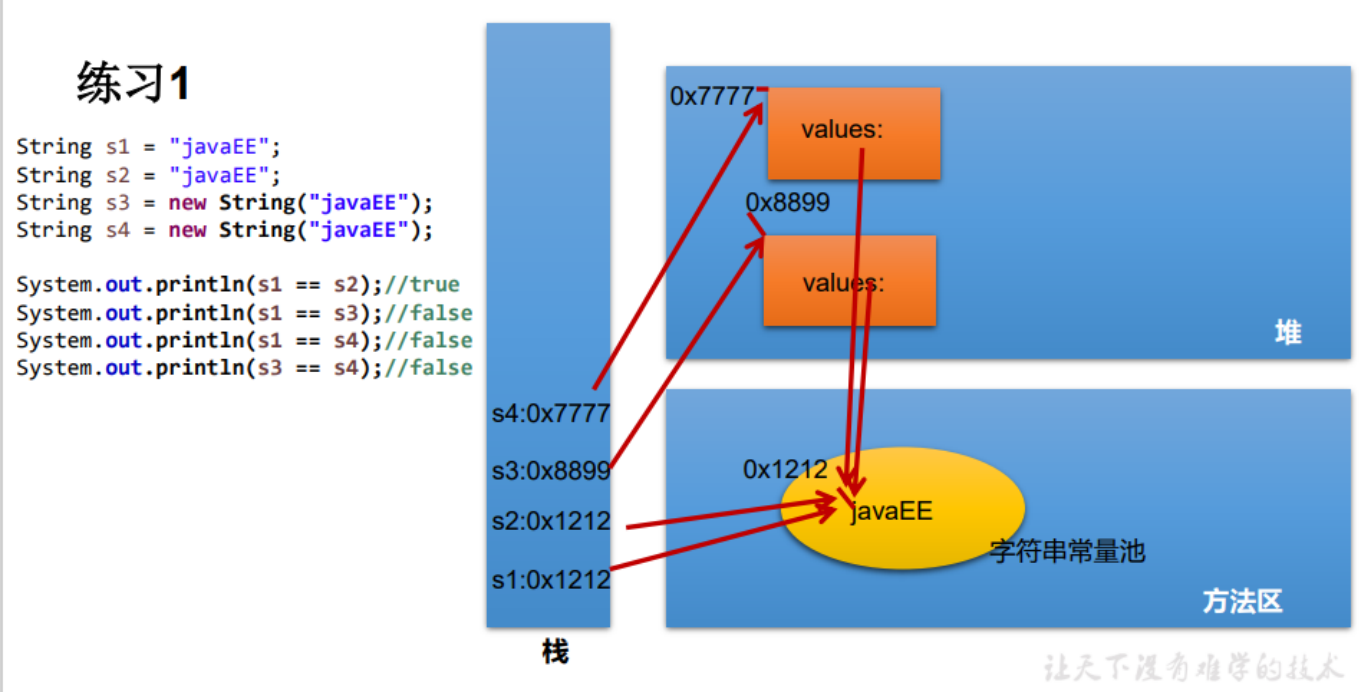 练习1
String s1 = "javaEE";
String s2 = "javaEE";
String s3 = new String("javaEE");
String s4 = new String("javaEE");
System.out.println(s1 == s2);//true
System.out.println(s1 == s3);//false
System.out.println(s1 == s4);//false
System.out.println(s3 == s4);//false
s4:0x7777
s3:0x8899
s2:0x1212
s1:0x1212
栈
0x7777
values:
0x8899
values:
堆
0x1212
javaEE
字符串常量池
方法区
让天下没有难学的技术